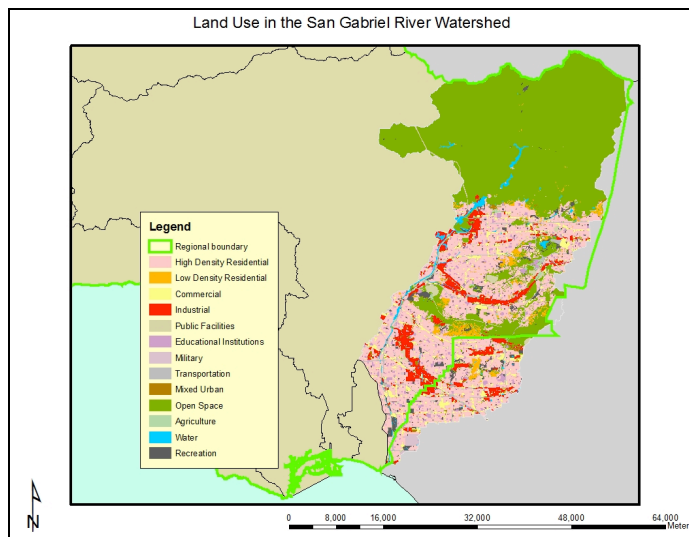 Land Use in the San Gabriel River Watershed
Legend
Regional boundary
High Density Residential
Low Density Residential
Commercial
Industrial
Public Facilities
Educational Institutions
Military
Transportation
Mixed Urban
Open Space
Agriculture
Water
Recreation
N
0 8,000 16,000 32,000 48,000 64,000
Meter